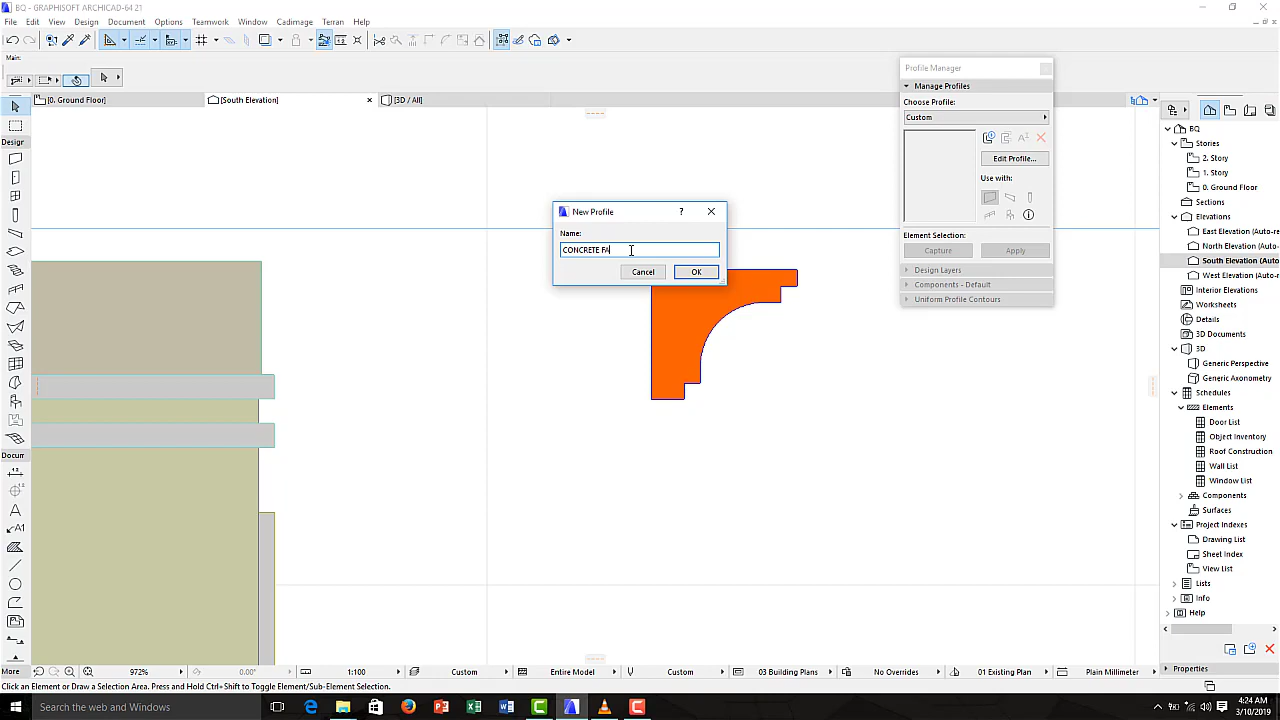 BQ - GRAPHISOFT ARCHICAD-64 21
File Edit View Design Document Options Teamwork Window Cadimage Terran Help
Main:
[0. Ground Floor]
[South Elevation]
[3D / All]
Design
Docum
More
Profile Manager
Manage Profiles
Choose Profile:
Custom
Edit Profile...
Use with:
Element Selection:
Capture
Apply
Design Layers
Components - Default
Uniform Profile Contours
New Profile
?
Name:
CONCRETE FA
Cancel
OK
BQ
Stories
2. Story
1. Story
0. Ground Floor
Sections
Elevations
East Elevation (Auto-r
North Elevation (Auto
South Elevation (Auto
West Elevation (Auto-r
Interior Elevations
Worksheets
Details
3D Documents
3D
Generic Perspective
Generic Axonometry
Schedules
Elements
Door List
Object Inventory
Roof Construction
Wall List
Window List
Components
Surfaces
Project Indexes
Drawing List
Sheet Index
View List
Lists
Info
Help
Properties
972%
0.00°
1:100
Custom
Entire Model
Custom
03 Building Plans
No Overrides
01 Existing Plan
Plain Millimeter
Click an Element or Draw a Selection Area. Press and Hold Ctrl+Shift to Toggle Element/Sub-Element Selection.
Search the web and Windows
4:24 AM
3/10/2019